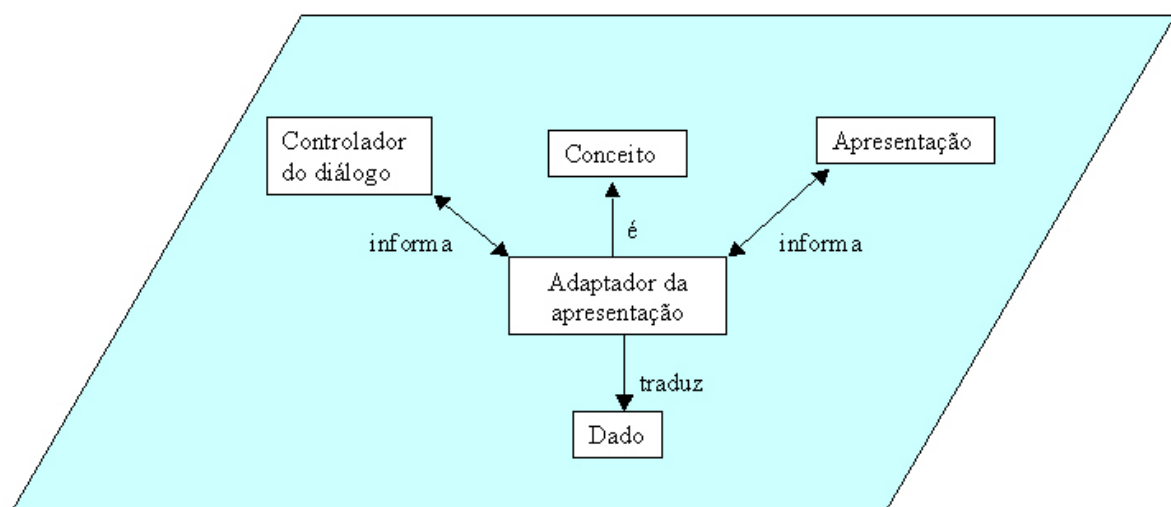 Controlador
do diálogo
Conceito
Apresentação
informa
é
informa
Adaptador da
apresentação
traduz
Dado